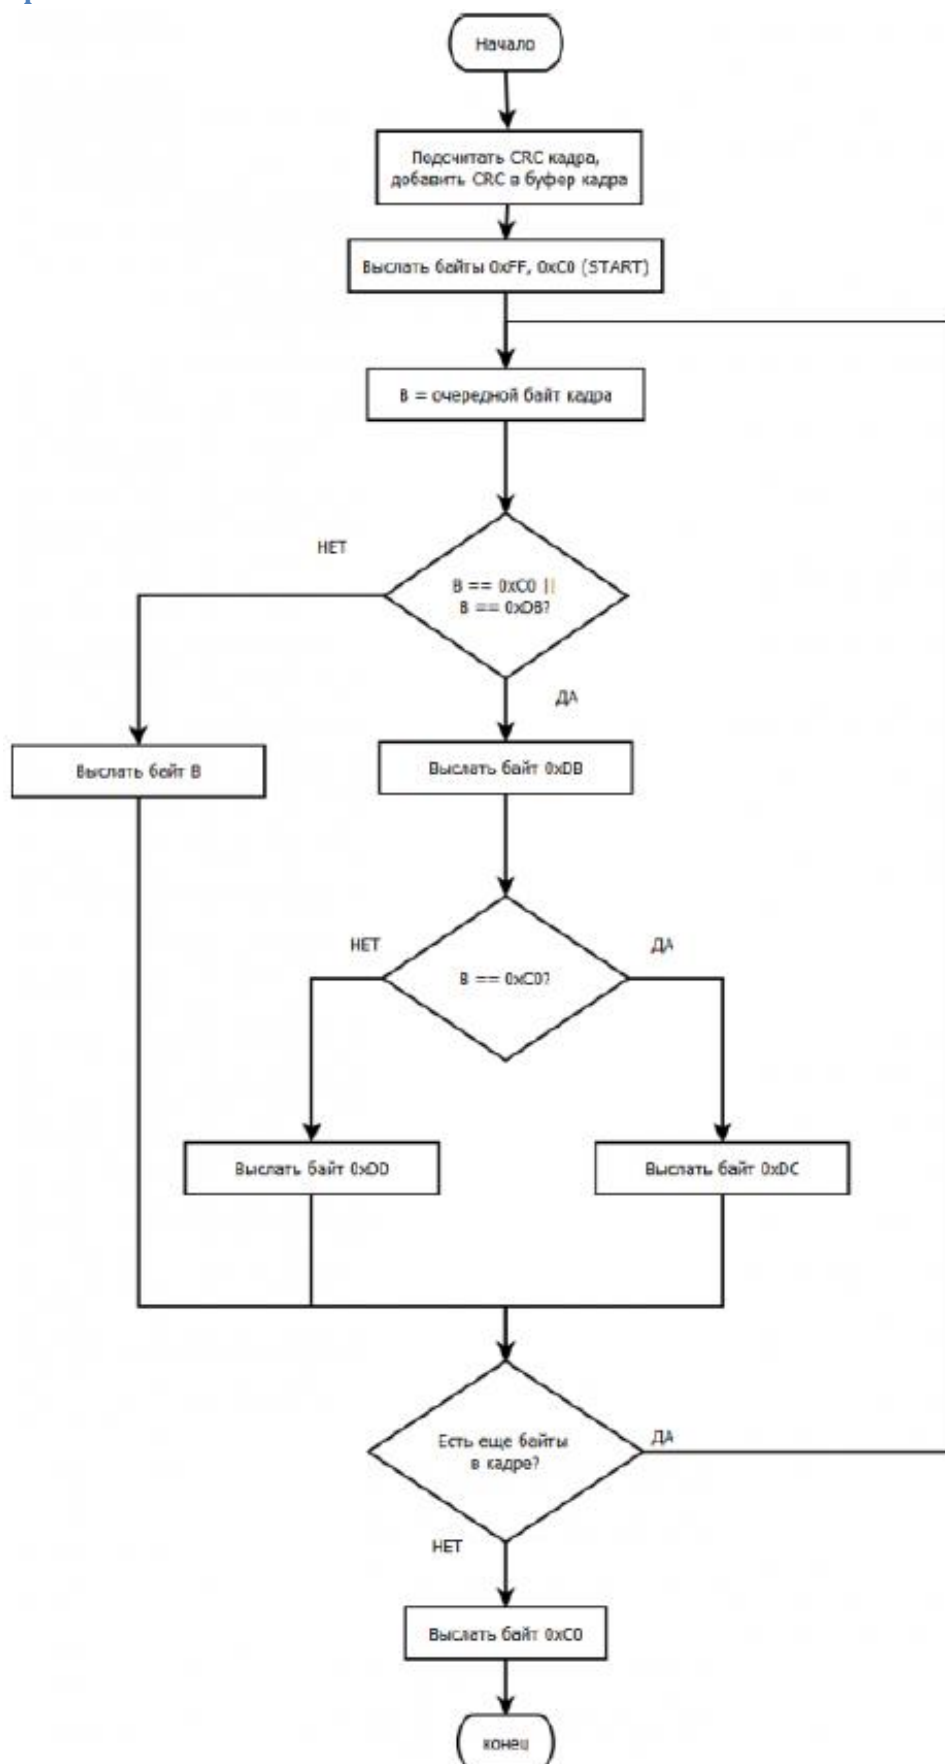 Начало
Подсчитать CRC кадра,
добавить CRC в буфер кадра
Выслать байты 0xFF, 0xC0 (START)
B = очередной байт кадра
НЕТ
B == 0xC0 ||
B == 0xDB?
ДА
Выслать байт B
Выслать байт 0xDB
НЕТ
ДА
B == 0xC0?
Выслать байт 0xDD
Выслать байт 0xDC
Есть еще байты
в кадре?
ДА
НЕТ
Выслать байт 0xC0
конец